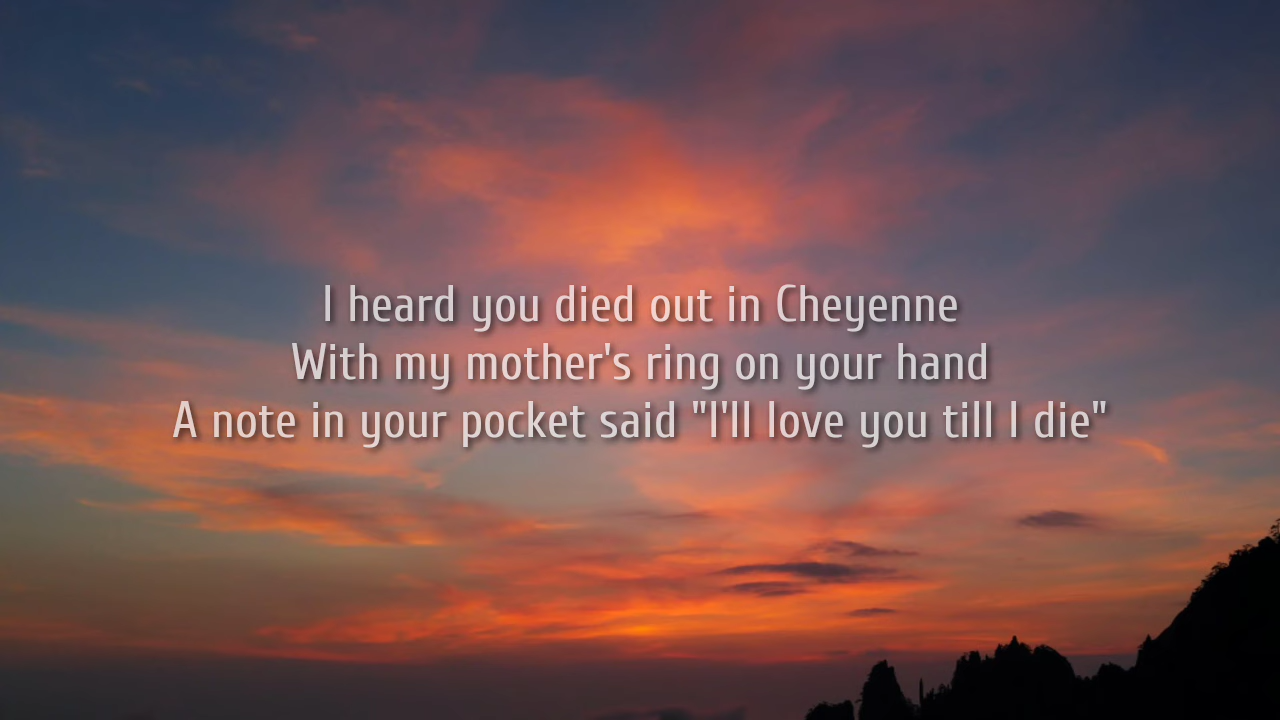 I heard you died out in Cheyenne
With my mother's ring on your hand
A note in your pocket said "I'll love you till I die"